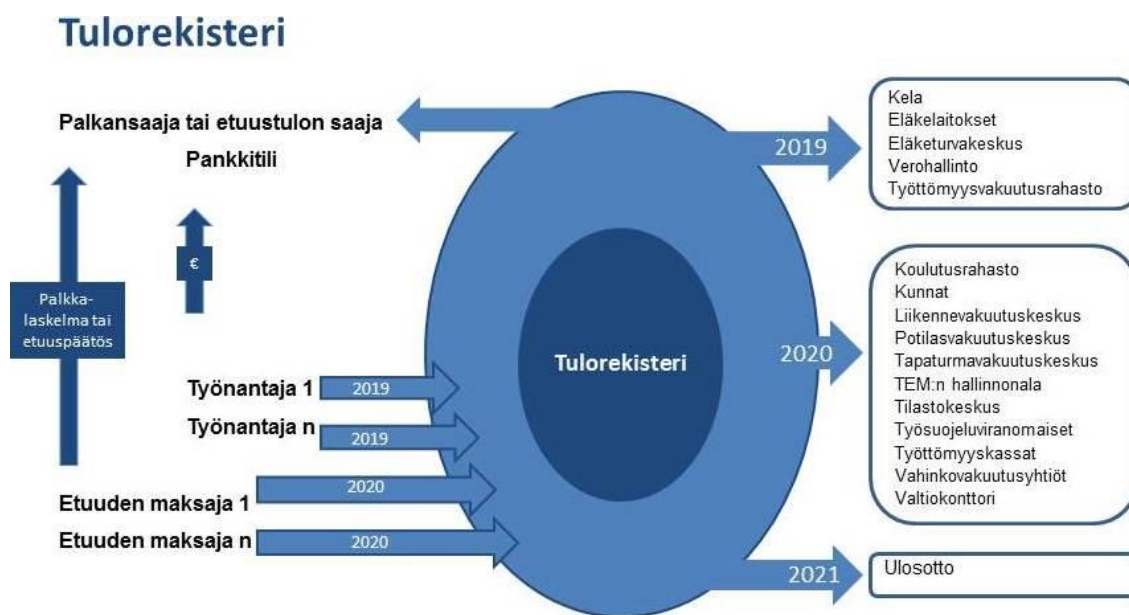 Tulorekisteri
Palkansaaja tai etuustulon saaja
Pankkitili
€
Palkka-
laskelma tai
etuuspäätös
Työnantaja 1
2019
Työnantaja n
2019
Etuuden maksaja 1
2020
Etuuden maksaja n
2020
Tulorekisteri
2019
Kela
Eläkelaitokset
Eläketurvakeskus
Verohallinto
Työttömyysvakuutusrahasto
2020
Koulutusrahasto
Kunnat
Liikennevakuutuskeskus
Potilasvakuutuskeskus
Tapaturmavakuutuskeskus
TEM:n hallinnonala
Tilastokeskus
Työsuojeluviranomaiset
Työttömyyskassat
Vahinkovakuutusyhtiöt
Valtiokonttori
2021
Ulosotto